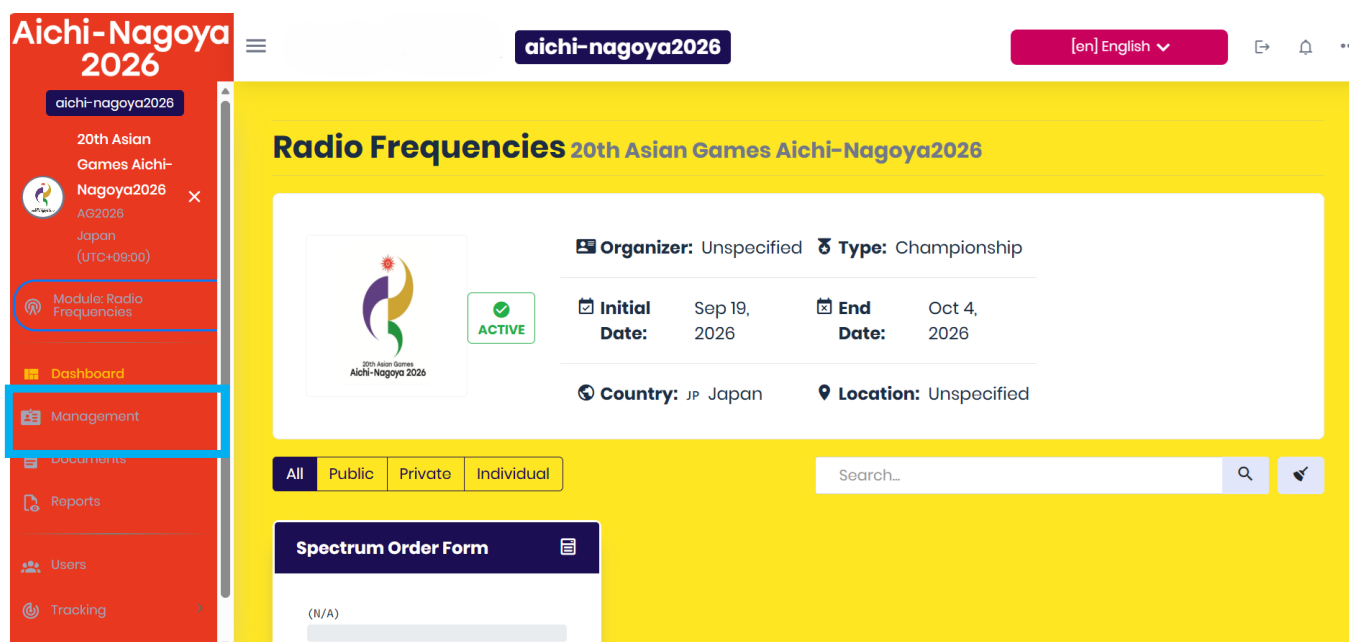 Aichi-Nagoya
2026
aichi-nagoya2026
20th Asian
Games Aichi-
Nagoya2026
AG2026
Japan
(UTC+09:00)
Module: Radio
Frequencies
Dashboard
Management
Documents
Reports
Users
Tracking
aichi-nagoya2026
[en] English
Radio Frequencies 20th Asian Games Aichi-Nagoya2026
20th Asian Games
Aichi-Nagoya 2026
ACTIVE
Organizer: Unspecified
Type: Championship
Initial Date: Sep 19, 2026
End Date: Oct 4, 2026
Country: JP Japan
Location: Unspecified
All Public Private Individual
Search...
Spectrum Order Form
(N/A)